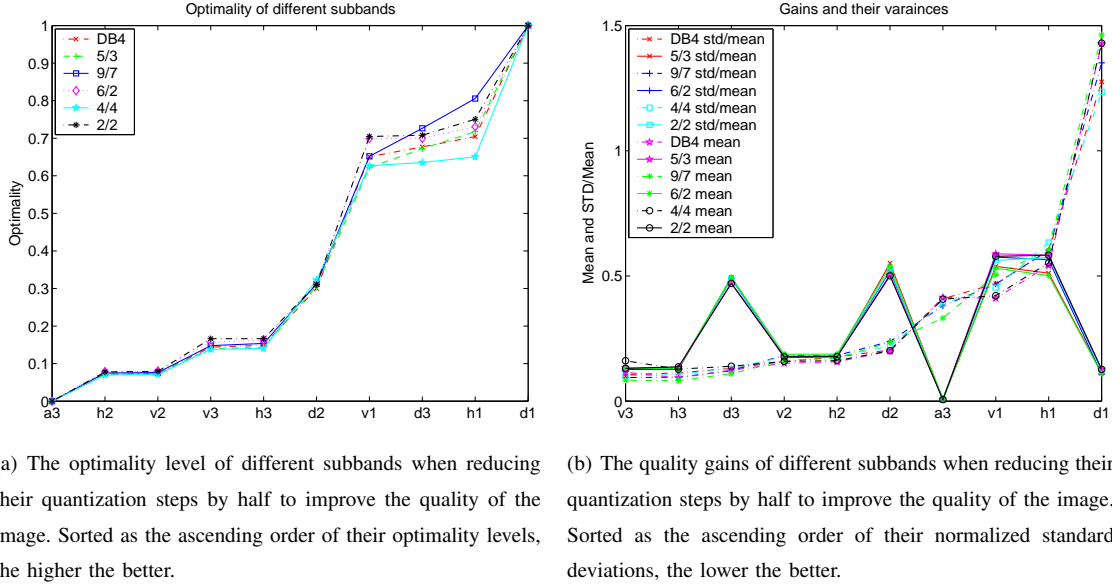 Optimality of different subbands
1
0.9
0.8
0.7
0.6
0.5
0.4
0.3
0.2
0.1
0
Optimality
DB4
5/3
9/7
6/2
4/4
2/2
a3 h2 v2 v3 h3 d2 v1 d3 h1 d1
Gains and their varainces
1.5
1
0.5
0
Mean and STD/Mean
DB4 std/mean
5/3 std/mean
9/7 std/mean
6/2 std/mean
4/4 std/mean
2/2 std/mean
DB4 mean
5/3 mean
9/7 mean
6/2 mean
4/4 mean
2/2 mean
v3 h3 d3 v2 h2 d2 a3 v1 h1 d1
a) The optimality level of different subbands when reducing
heir quantization steps by half to improve the quality of the
mage. Sorted as the ascending order of their optimality levels,
he higher the better.
(b) The quality gains of different subbands when reducing their
quantization steps by half to improve the quality of the image.
Sorted as the ascending order of their normalized standard
deviations, the lower the better.